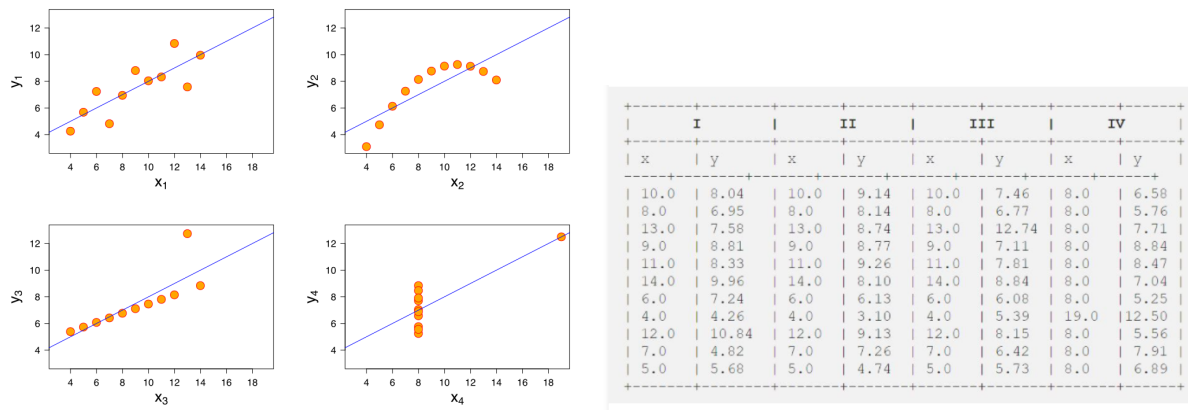 12
10
8
6
4
y1
4 6 8 10 12 14 16 18
x1
12
10
8
6
4
y2
4 6 8 10 12 14 16 18
x2
12
10
8
6
4
y3
4 6 8 10 12 14 16 18
x3
12
10
8
6
4
y4
4 6 8 10 12 14 16 18
x4
| I | II | III | IV |
| x | y | x | y | x | y | x | y |
| 10.0 | 8.04 | 10.0 | 9.14 | 10.0 | 7.46 | 8.0 | 6.58 |
| 8.0 | 6.95 | 8.0 | 8.14 | 8.0 | 6.77 | 8.0 | 5.76 |
| 13.0 | 7.58 | 13.0 | 8.74 | 13.0 | 12.74 | 8.0 | 7.71 |
| 9.0 | 8.81 | 9.0 | 8.77 | 9.0 | 7.11 | 8.0 | 8.84 |
| 11.0 | 8.33 | 11.0 | 9.26 | 11.0 | 7.81 | 8.0 | 8.47 |
| 14.0 | 9.96 | 14.0 | 8.10 | 14.0 | 8.84 | 8.0 | 7.04 |
| 6.0 | 7.24 | 6.0 | 6.13 | 6.0 | 6.08 | 8.0 | 5.25 |
| 4.0 | 4.26 | 4.0 | 3.10 | 4.0 | 5.39 | 19.0 |12.50 |
| 12.0 | 10.84 | 12.0 | 9.13 | 12.0 | 8.15 | 8.0 | 5.56 |
| 7.0 | 4.82 | 7.0 | 7.26 | 7.0 | 6.42 | 8.0 | 7.91 |
| 5.0 | 5.68 | 5.0 | 4.74 | 5.0 | 5.73 | 8.0 | 6.89 |